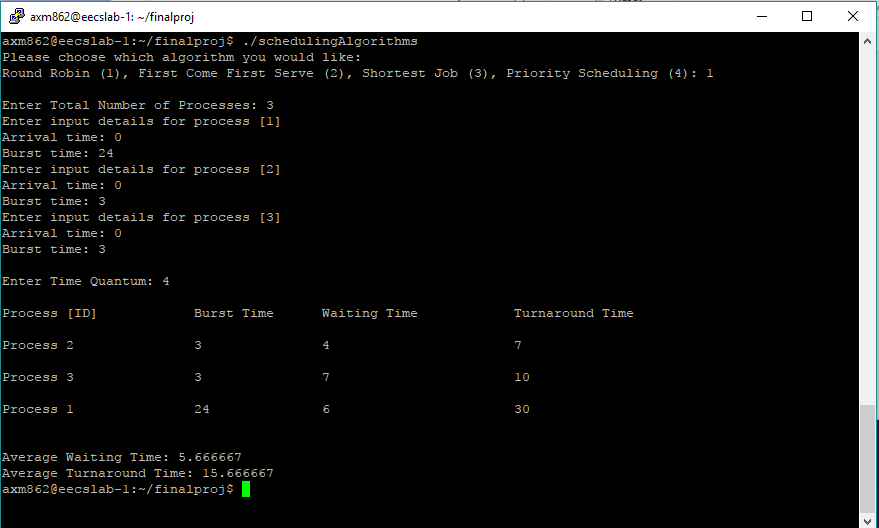 axm862@eecslab-1: ~/finalproj
axm862@eecslab-1:~/finalproj$ ./schedulingAlgorithms
Please choose which algorithm you would like:
Round Robin (1), First Come First Serve (2), Shortest Job (3), Priority Scheduling (4): 1
Enter Total Number of Processes: 3
Enter input details for process [1]
Arrival time: 0
Burst time: 24
Enter input details for process [2]
Arrival time: 0
Burst time: 3
Enter input details for process [3]
Arrival time: 0
Burst time: 3
Enter Time Quantum: 4
Process [ID] Burst Time Waiting Time Turnaround Time
Process 2 3 4 7
Process 3 3 7 10
Process 1 24 6 30
Average Waiting Time: 5.666667
Average Turnaround Time: 15.666667
axm862@eecslab-1:~/finalproj$